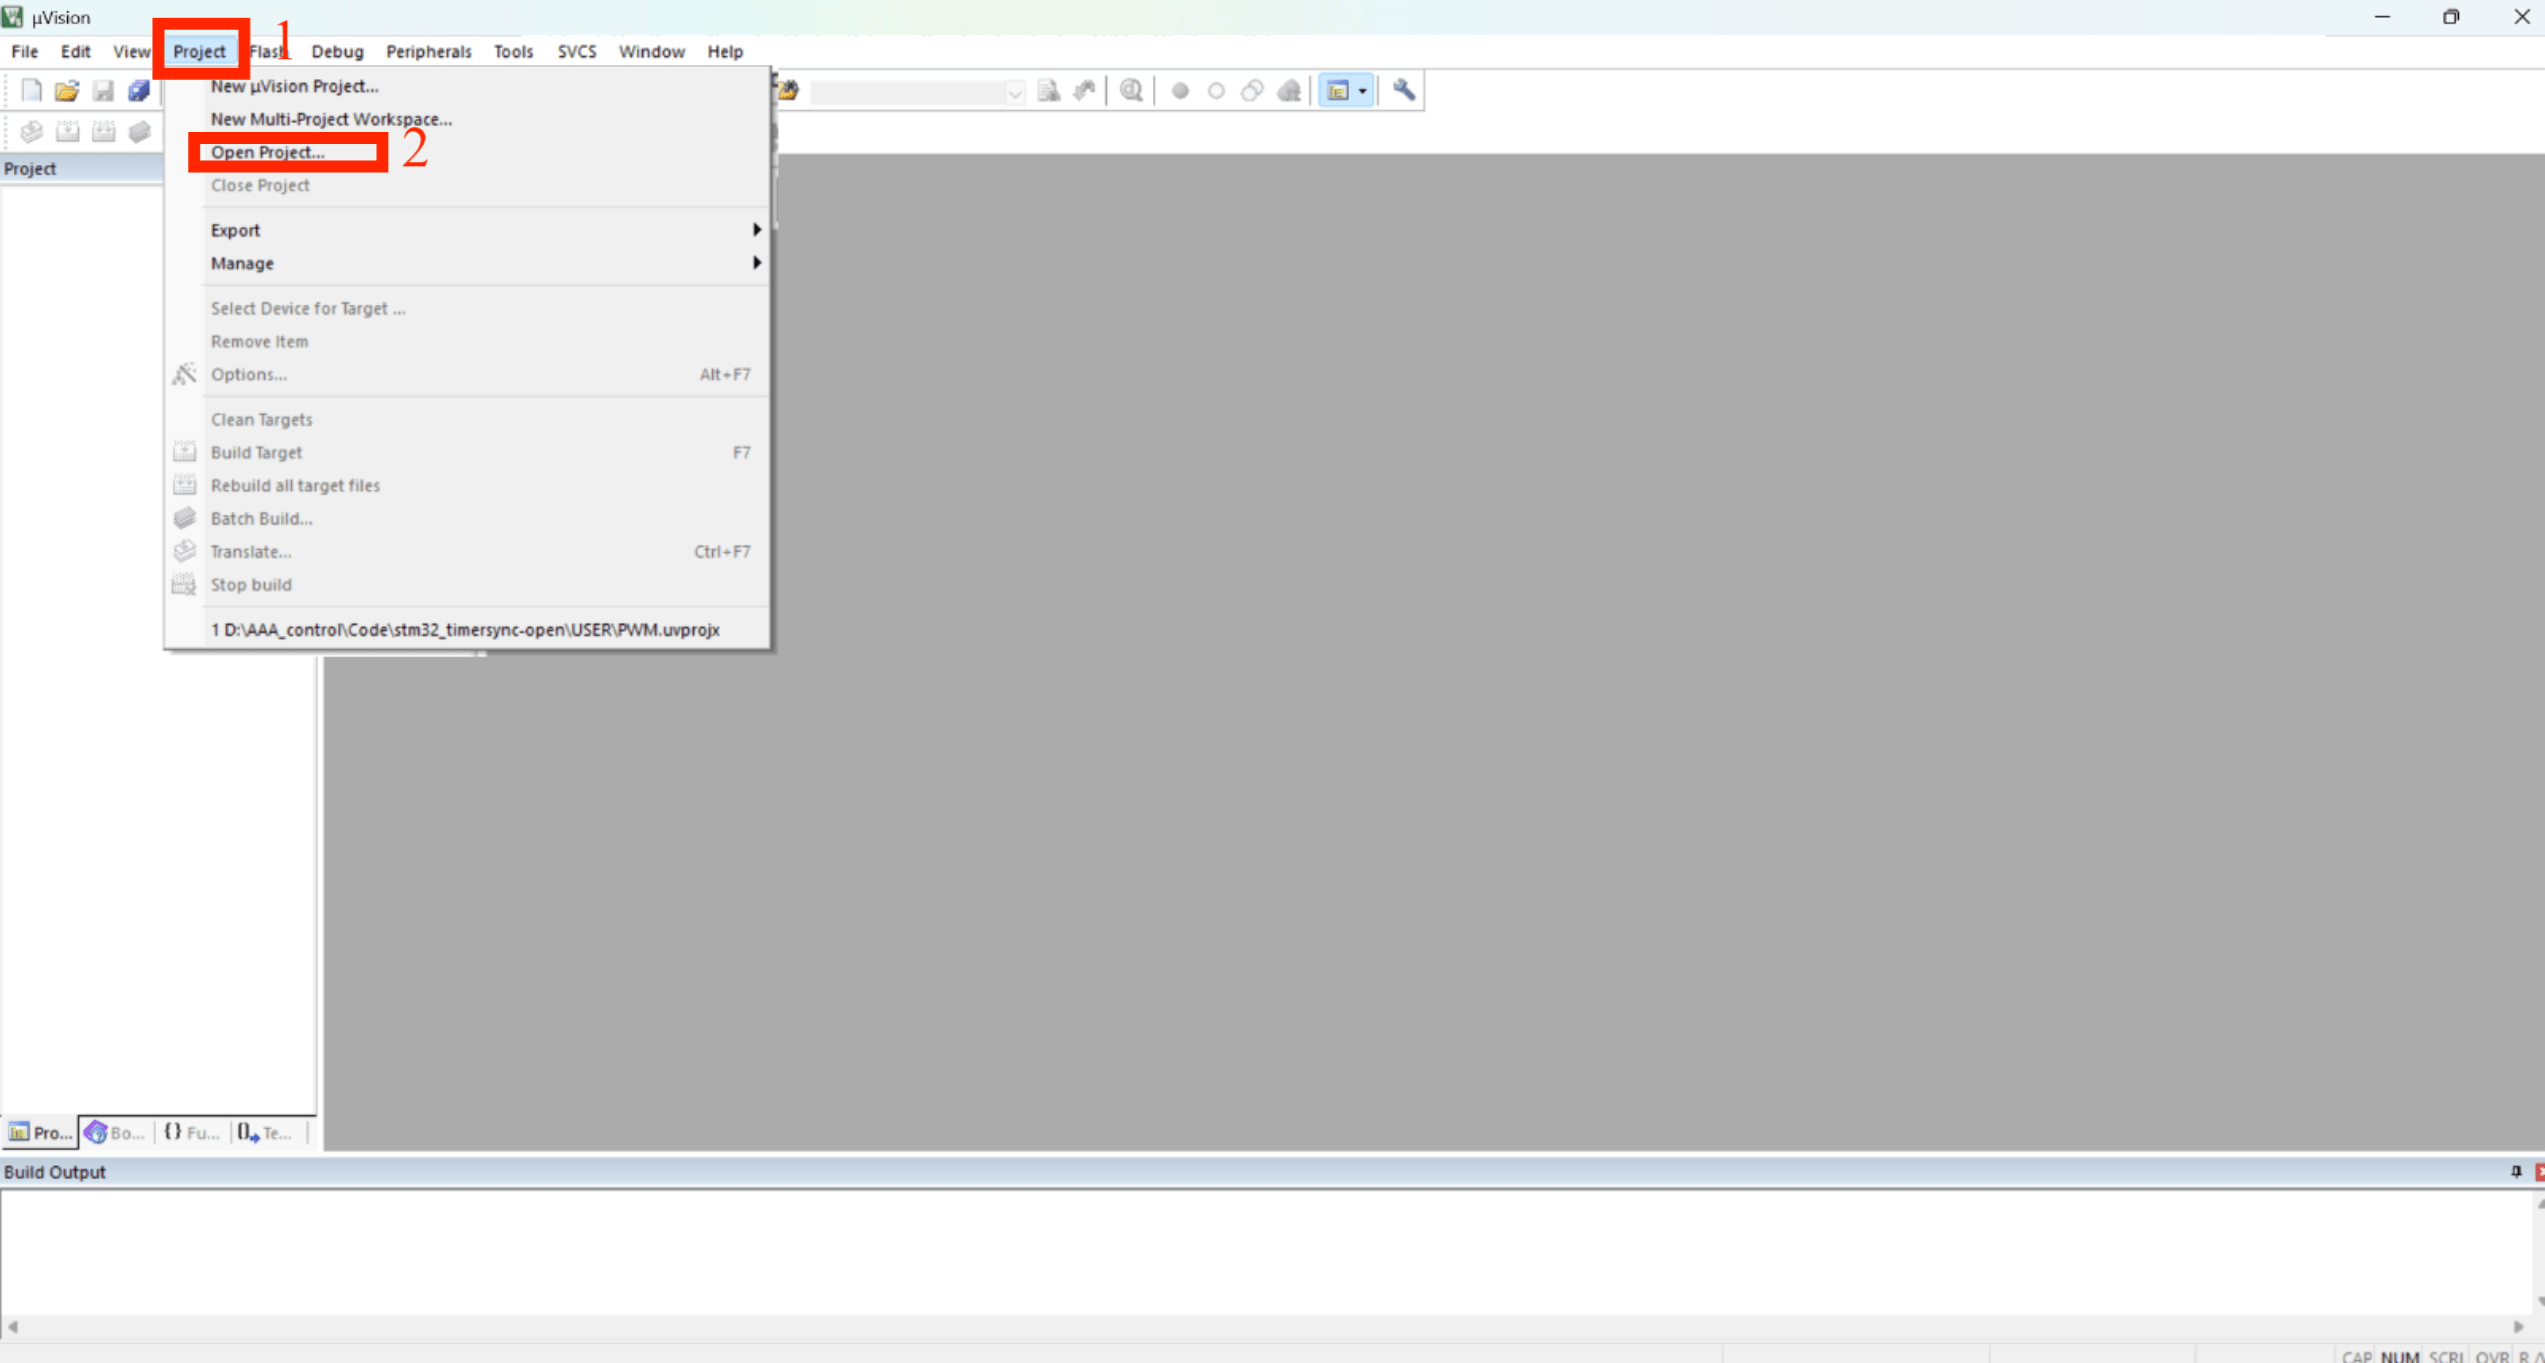 µVision
File Edit View Project Flash Debug Peripherals Tools SVCS Window Help
1
New µVision Project...
New Multi-Project Workspace...
Open Project...
2
Close Project
Export
Manage
Select Device for Target ...
Remove Item
Options... Alt+F7
Clean Targets
Build Target F7
Rebuild all target files
Batch Build...
Translate... Ctrl+F7
Stop build
1 D:\AAA_control\Code\stm32_timersync-open\USER\PWM.uvprojx
Project
Pro... Bo... {} Fu... 0 Te...
Build Output
CAP NUM SCRL OVR R